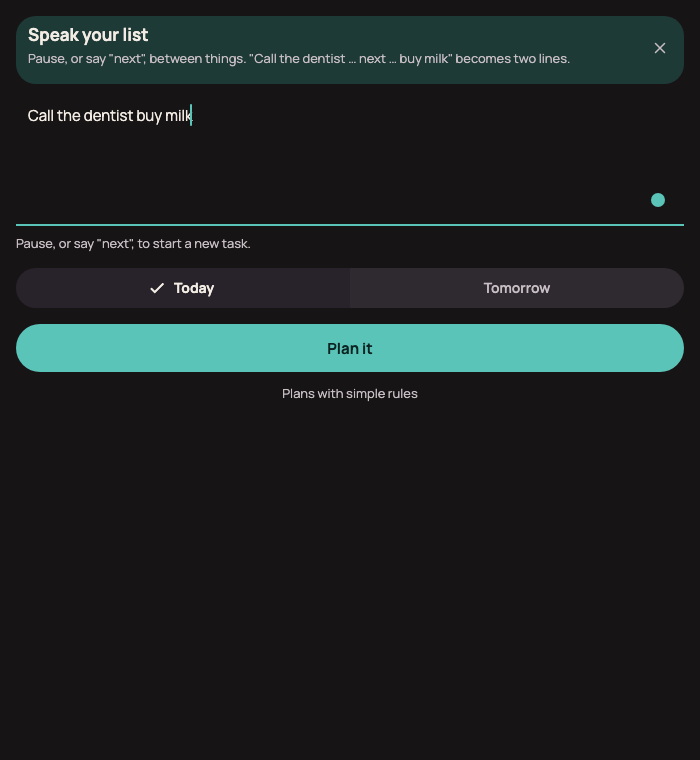 Speak your list
Pause, or say "next", between things. "Call the dentist … next … buy milk" becomes two lines.
Call the dentist buy milk
Pause, or say "next", to start a new task.
Today
Tomorrow
Plan it
Plans with simple rules